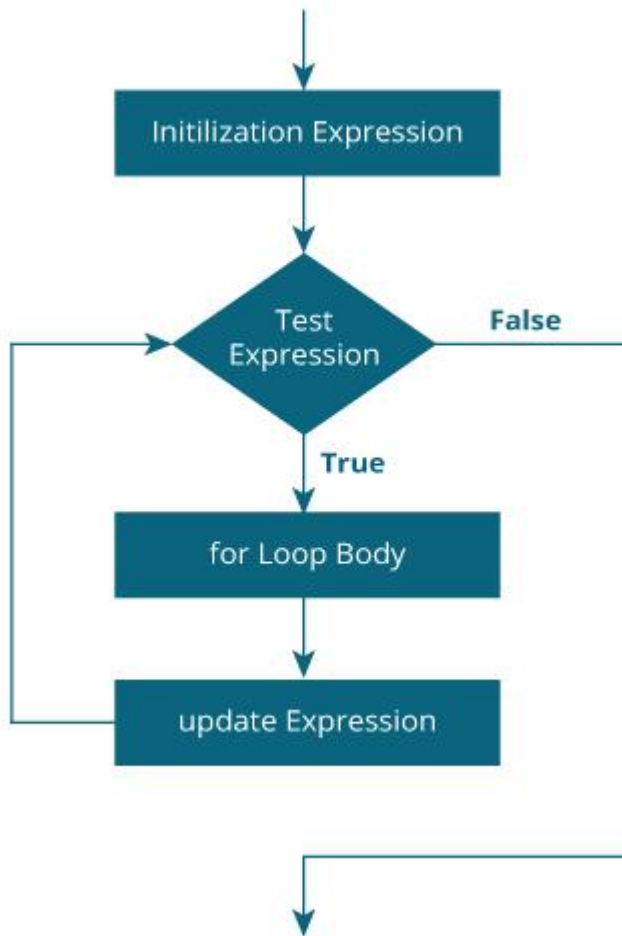 Initilization Expression
Test
Expression
False
True
for Loop Body
update Expression